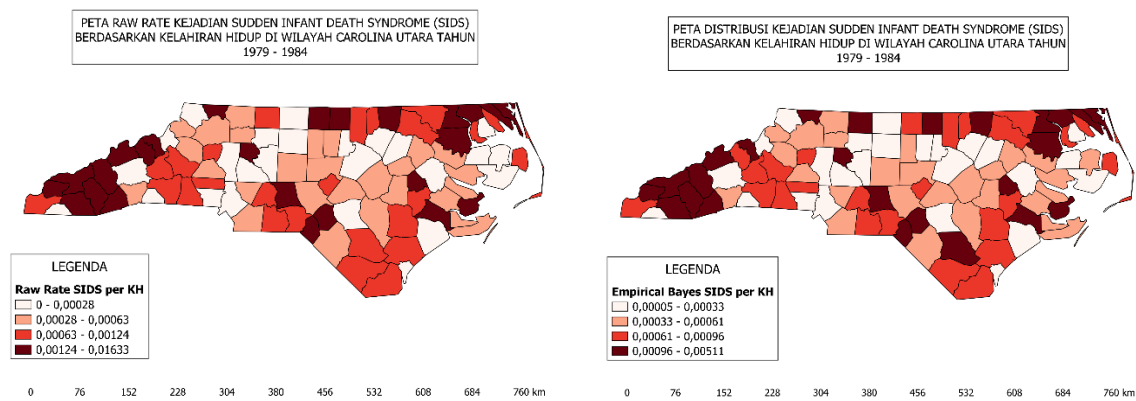 PETA RAW RATE KEJADIAN SUDDEN INFANT DEATH SYNDROME (SIDS)
BERDASARKAN KELAHIRAN HIDUP DI WILAYAH CAROLINA UTARA TAHUN
1979 - 1984
LEGENDA
Raw Rate SIDS per KH
0 - 0,00028
0,00028 - 0,00063
0,00063 - 0,00124
0,00124 - 0,01633
0 76 152 228 304 380 456 532 608 684 760 km
PETA DISTRIBUSI KEJADIAN SUDDEN INFANT DEATH SYNDROME (SIDS)
BERDASARKAN KELAHIRAN HIDUP DI WILAYAH CAROLINA UTARA TAHUN
1979 - 1984
LEGENDA
Empirical Bayes SIDS per KH
0,00005 - 0,00033
0,00033 - 0,00061
0,00061 - 0,00096
0,00096 - 0,00511
0 76 152 228 304 380 456 532 608 684 760 km